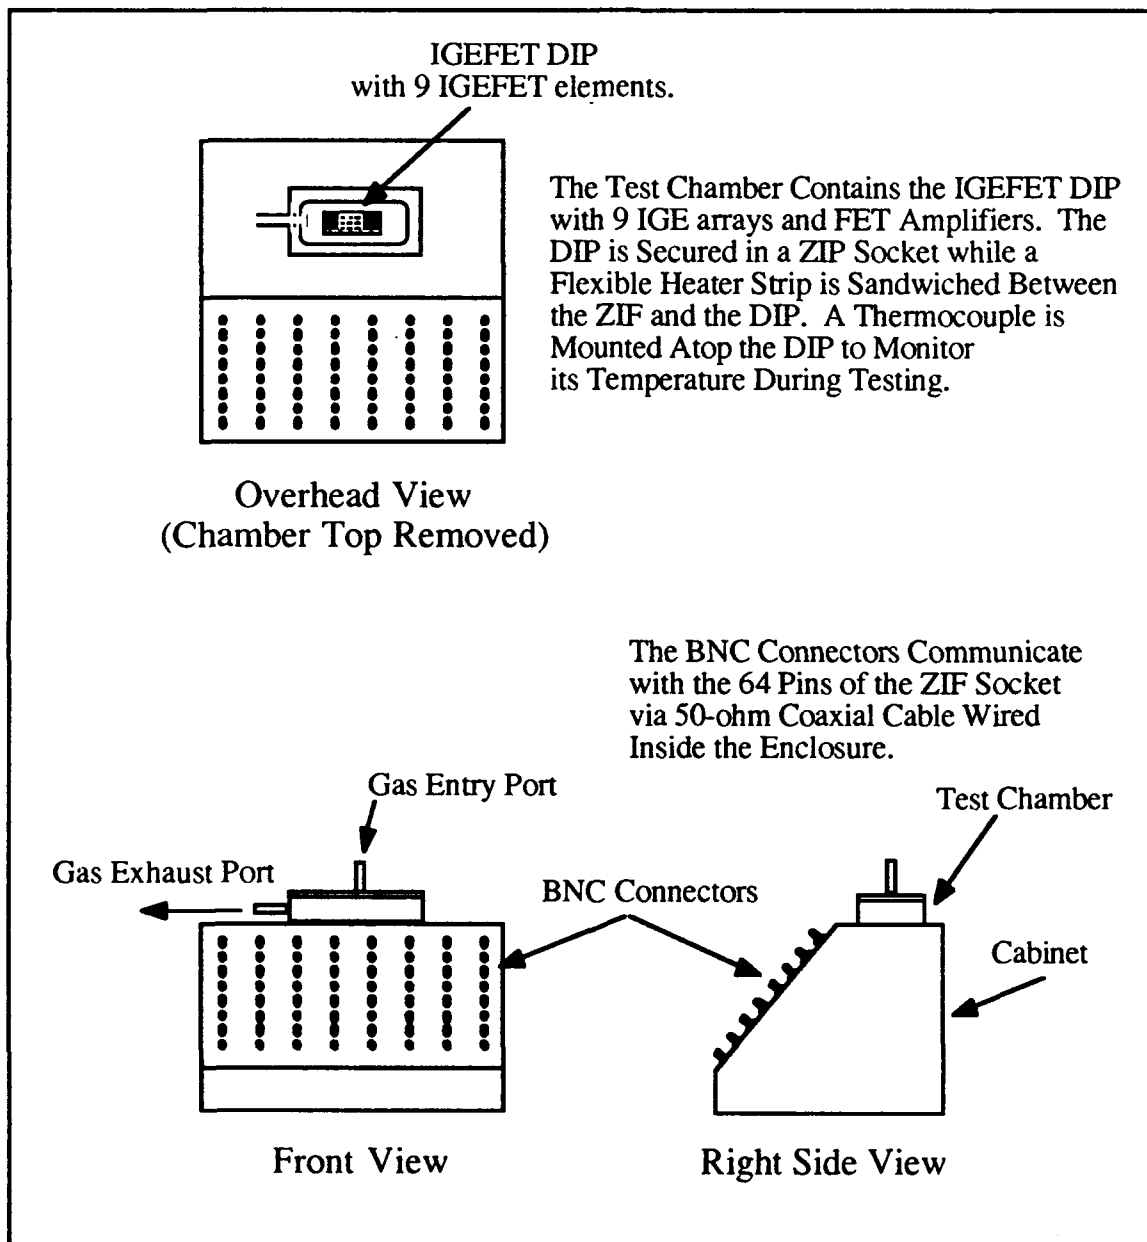 IGEFET DIP
with 9 IGEFET elements.
The Test Chamber Contains the IGEFET DIP
with 9 IGE arrays and FET Amplifiers. The
DIP is Secured in a ZIP Socket while a
Flexible Heater Strip is Sandwiched Between
the ZIF and the DIP. A Thermocouple is
Mounted Atop the DIP to Monitor
its Temperature During Testing.
Overhead View
(Chamber Top Removed)
The BNC Connectors Communicate
with the 64 Pins of the ZIF Socket
via 50-ohm Coaxial Cable Wired
Inside the Enclosure.
Gas Entry Port
Test Chamber
Gas Exhaust Port
BNC Connectors
Cabinet
Front View
Right Side View